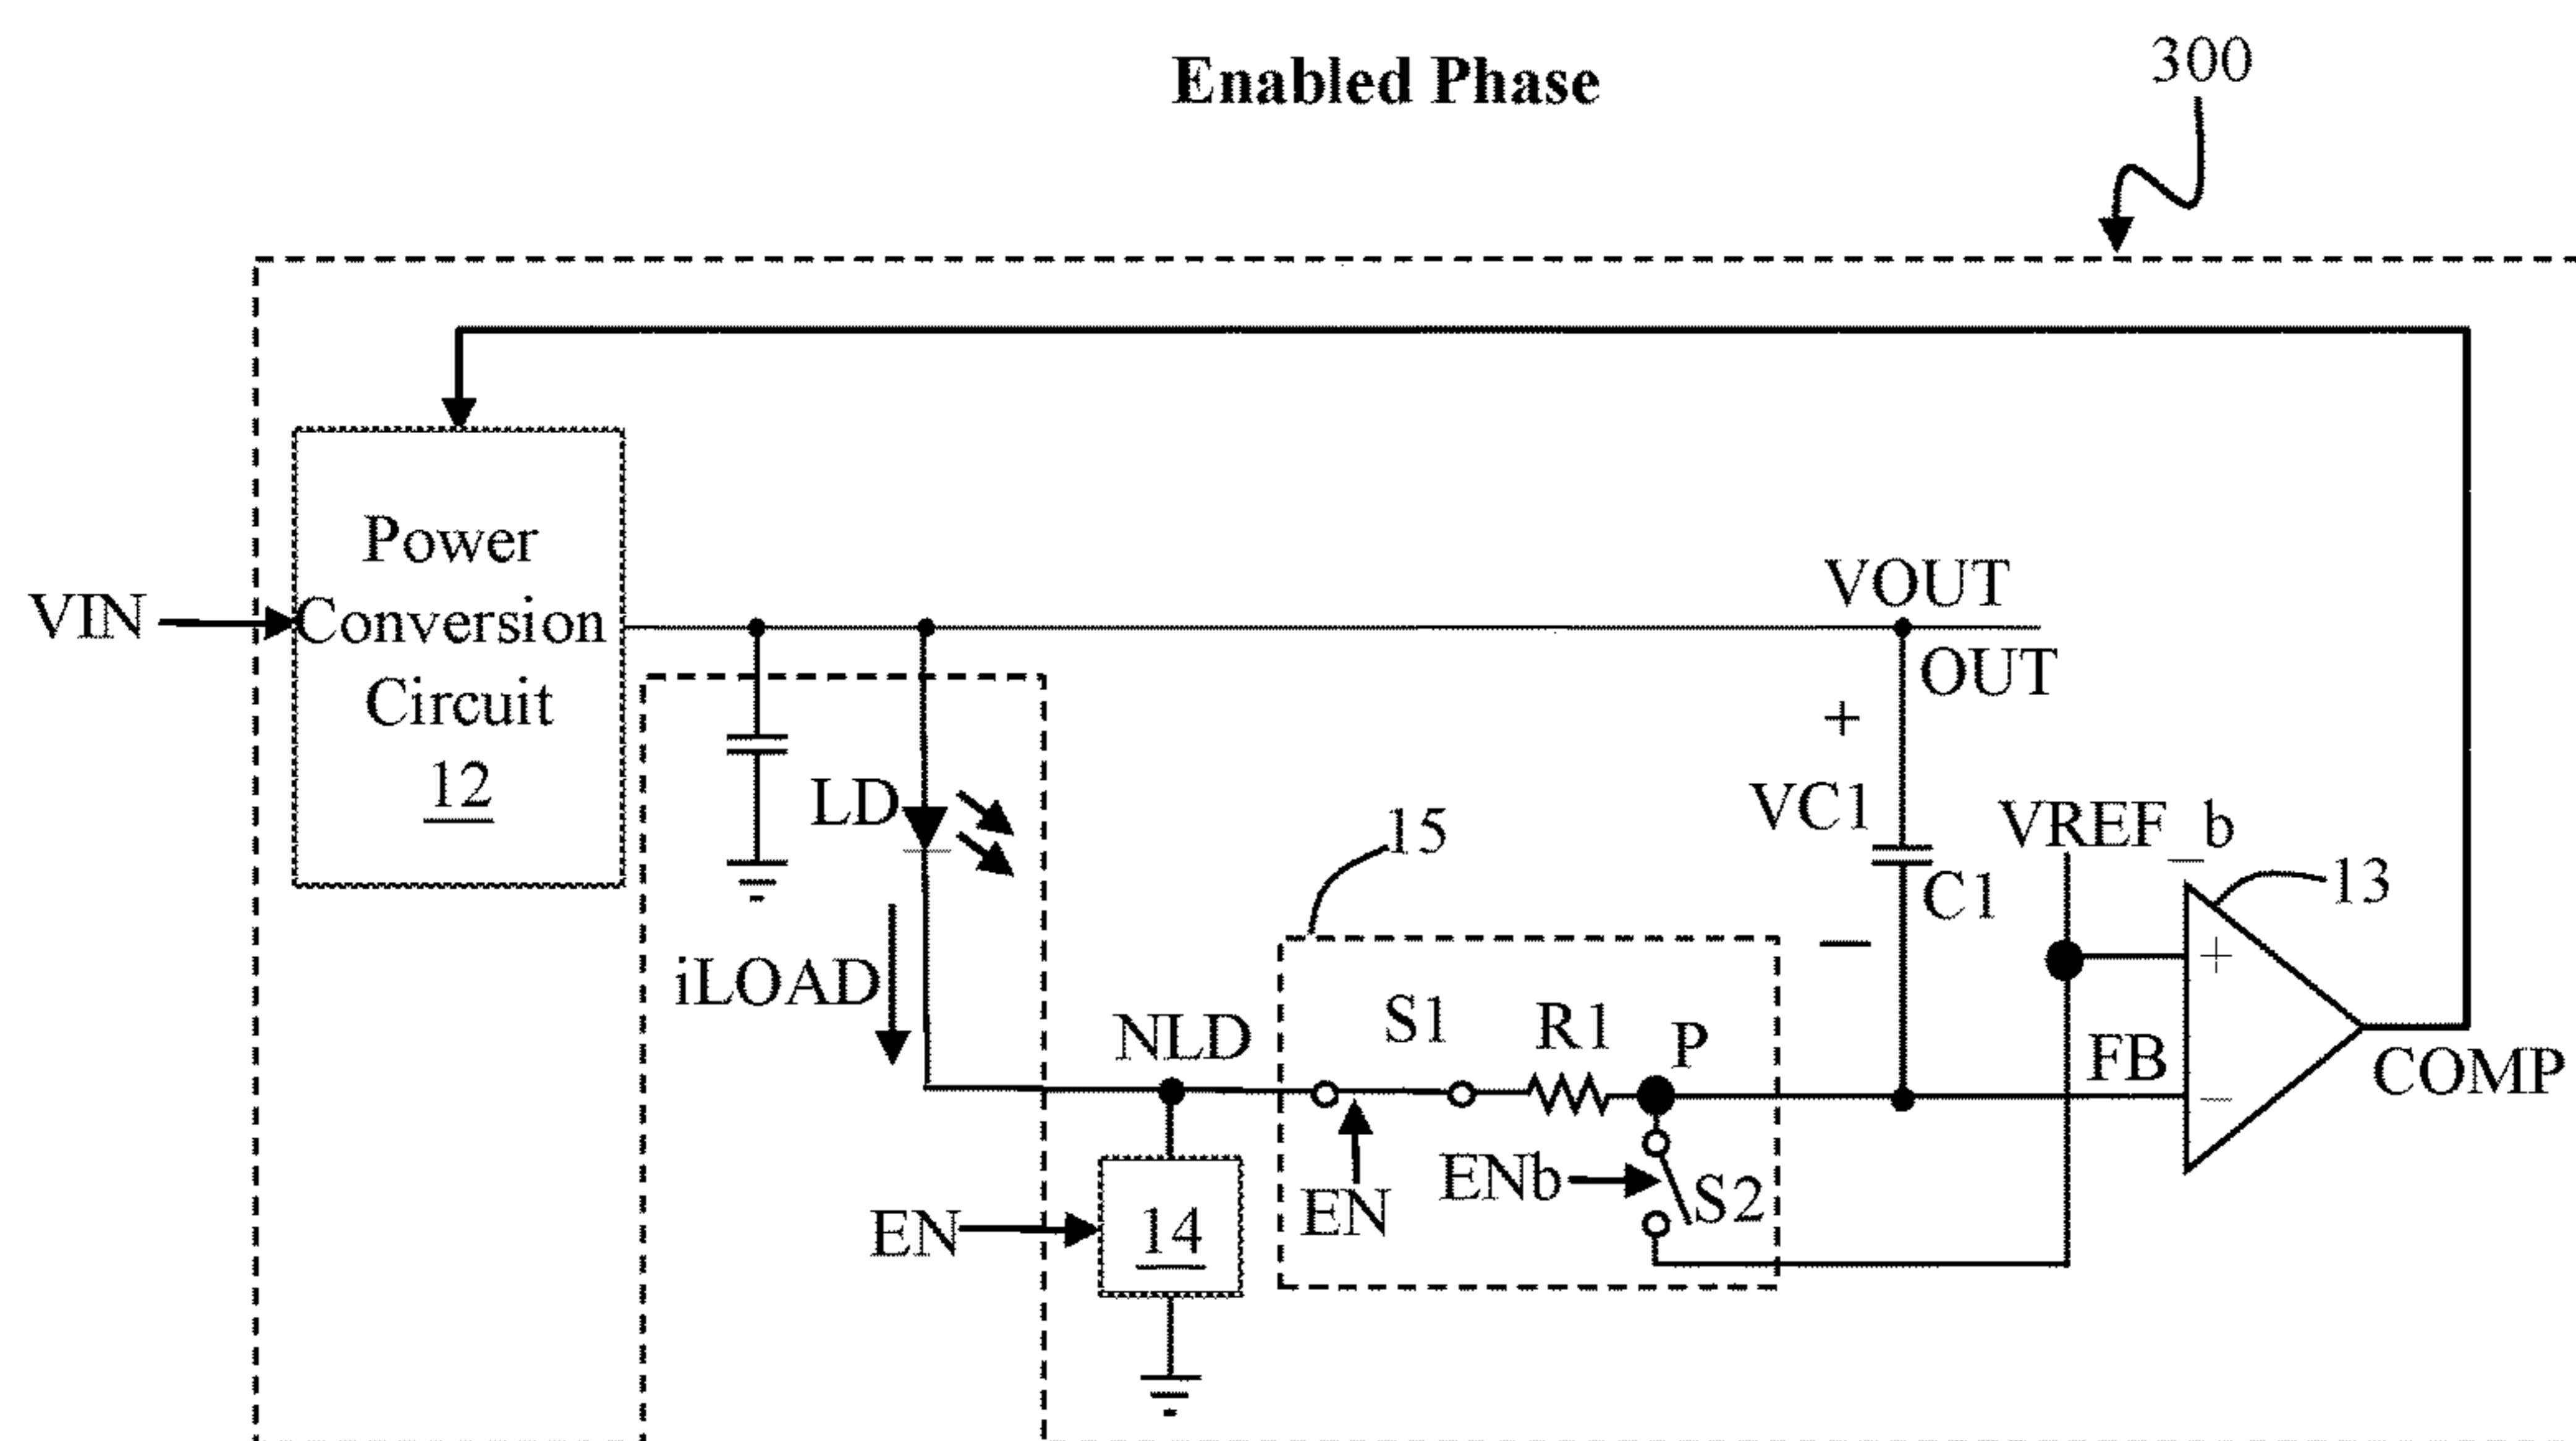 Enabled Phase
300
Power
Conversion
Circuit
12
VIN
VOUT
OUT
+
VC1
C1
−
LD
iLOAD
15
VREF_b
13
+
−
FB
COMP
NLD
S1
R1
P
EN
ENb
S2
EN
14